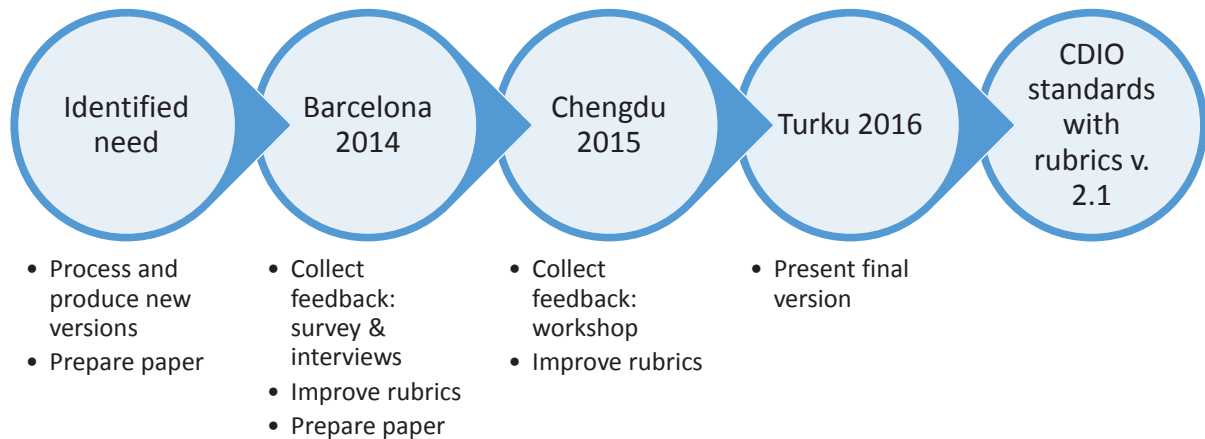 Identified
need
Barcelona
2014
Chengdu
2015
Turku 2016
CDIO
standards
with
rubrics v.
2.1
• Process and
produce new
versions
• Prepare paper
• Collect
feedback:
survey &
interviews
• Improve rubrics
• Prepare paper
• Collect
feedback:
workshop
• Improve rubrics
• Present final
version